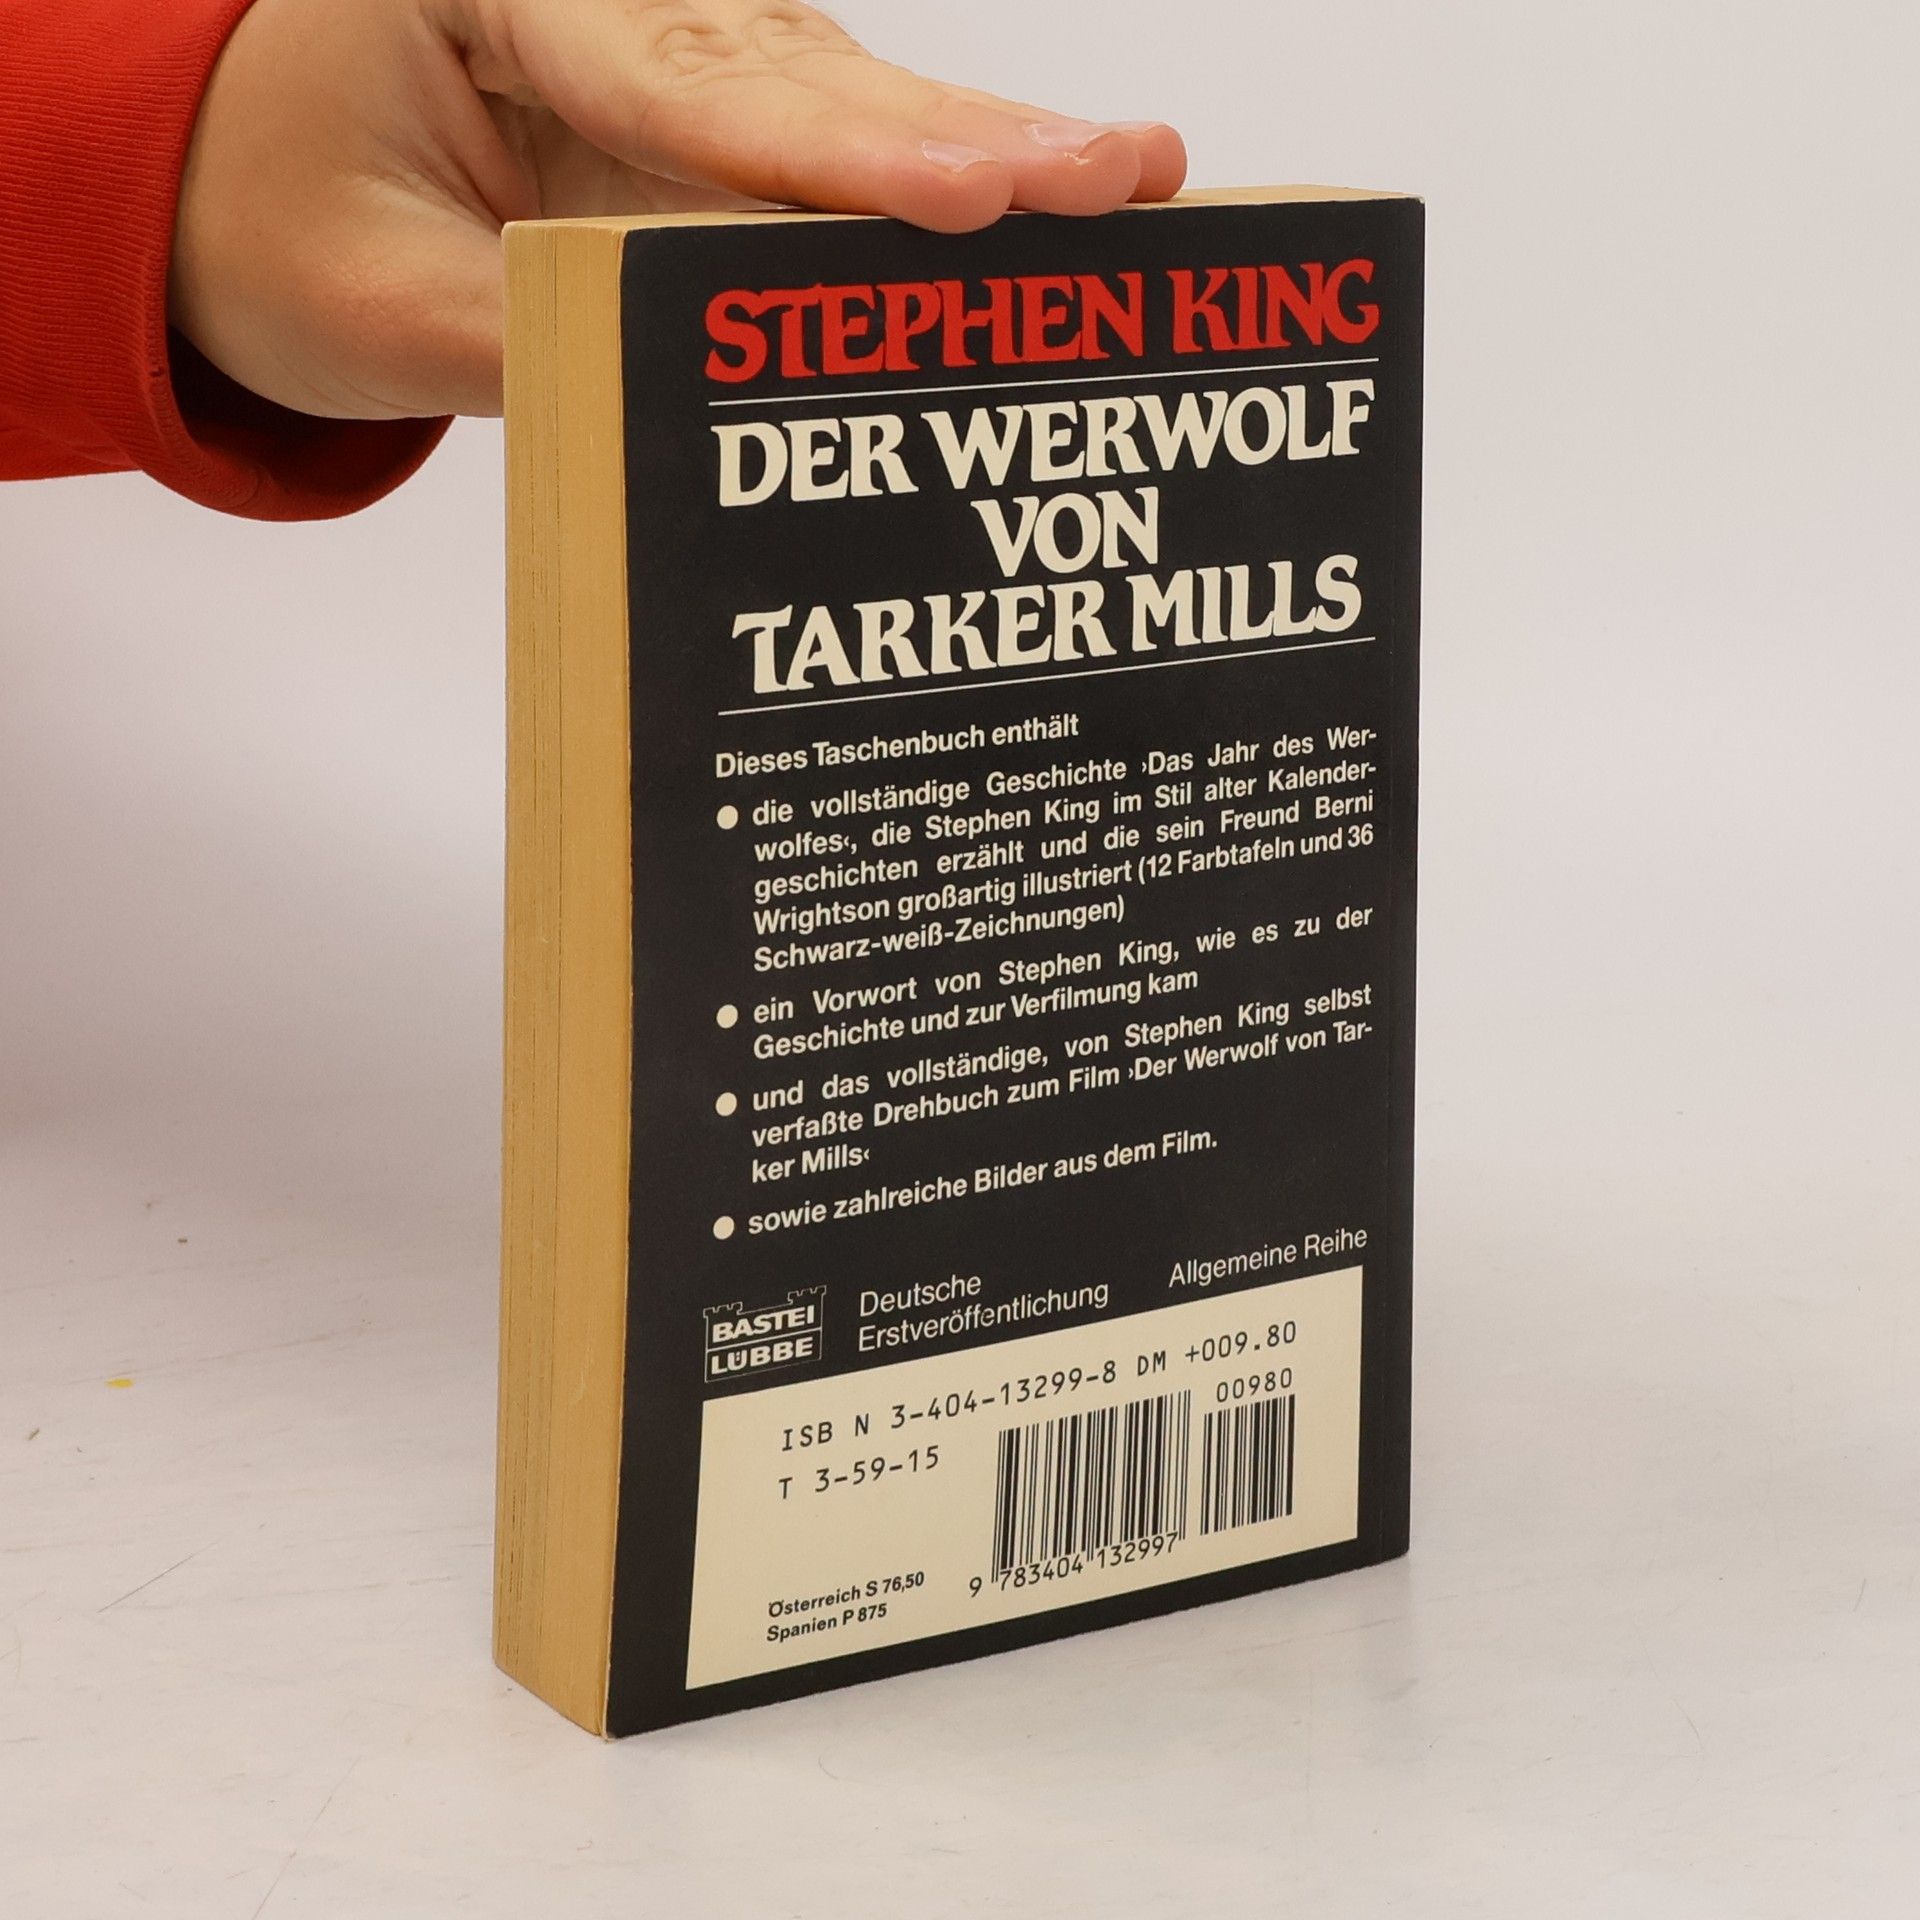 STEPHEN KING
DER WERWOLF
VON
TARKER MILLS
Dieses Taschenbuch enthält
● die vollständige Geschichte ›Das Jahr des Wer-
wolfes‹, die Stephen King im Stil alter Kalender-
geschichten erzählt und die sein Freund Berni
Wrightson großartig illustriert (12 Farbtafeln und 36
Schwarz-weiß-Zeichnungen)
● ein Vorwort von Stephen King, wie es zu der
Geschichte und zur Verfilmung kam
● und das vollständige, von Stephen King selbst
verfaßte Drehbuch zum Film ›Der Werwolf von Tar-
ker Mills‹
● sowie zahlreiche Bilder aus dem Film.
BASTEI
LÜBBE
Deutsche
Erstveröffentlichung
Allgemeine Reihe
ISB N 3-404-13299-8 DM +009.80
T 3-59-15
00980
9 783404 132997
Österreich S 76,50
Spanien P 875